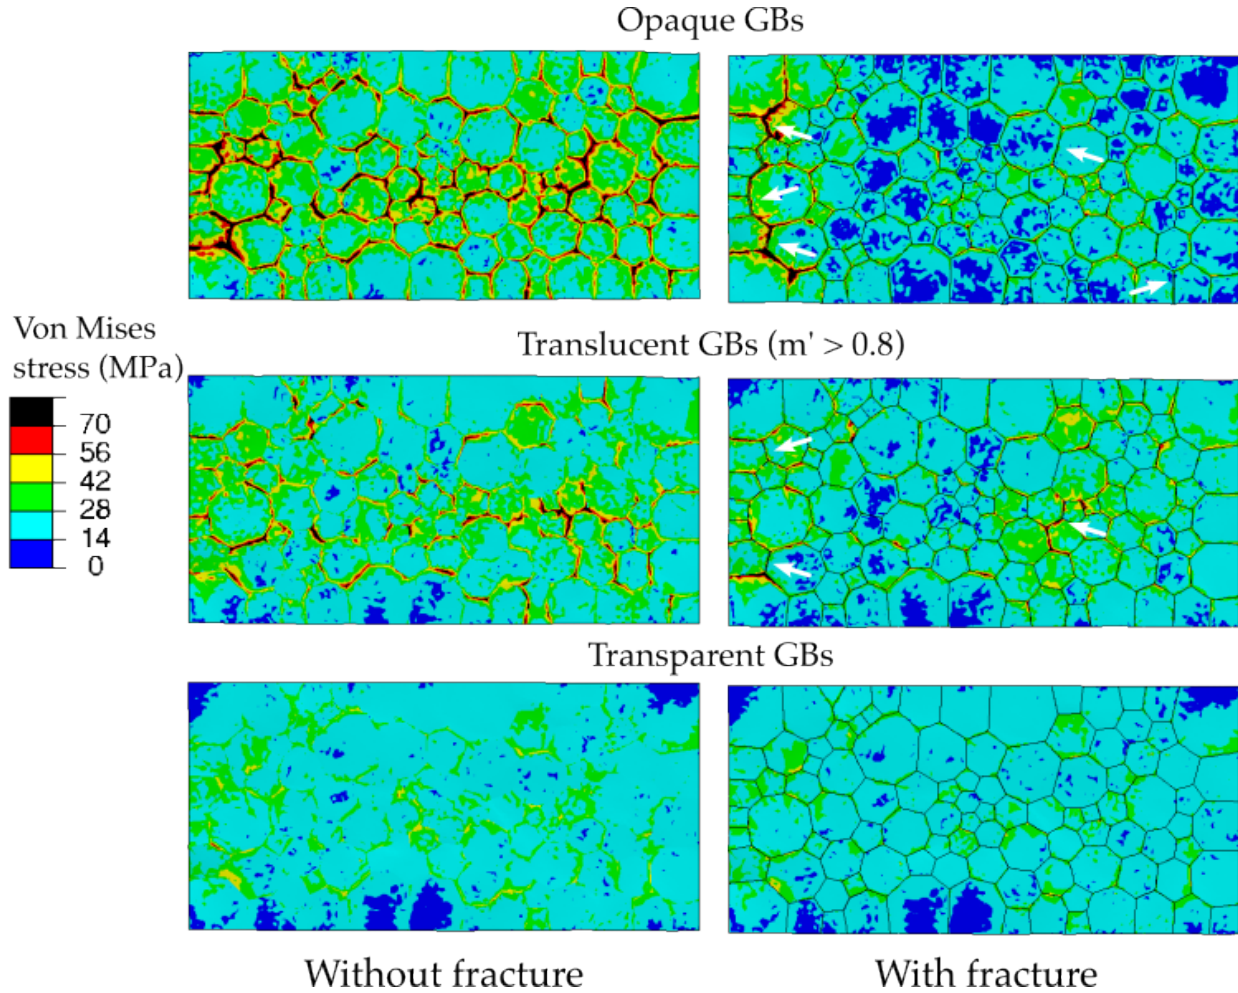 Opaque GBs
Von Mises
stress (MPa)
70
56
42
28
14
0
Translucent GBs (m' > 0.8)
Transparent GBs
Without fracture
With fracture